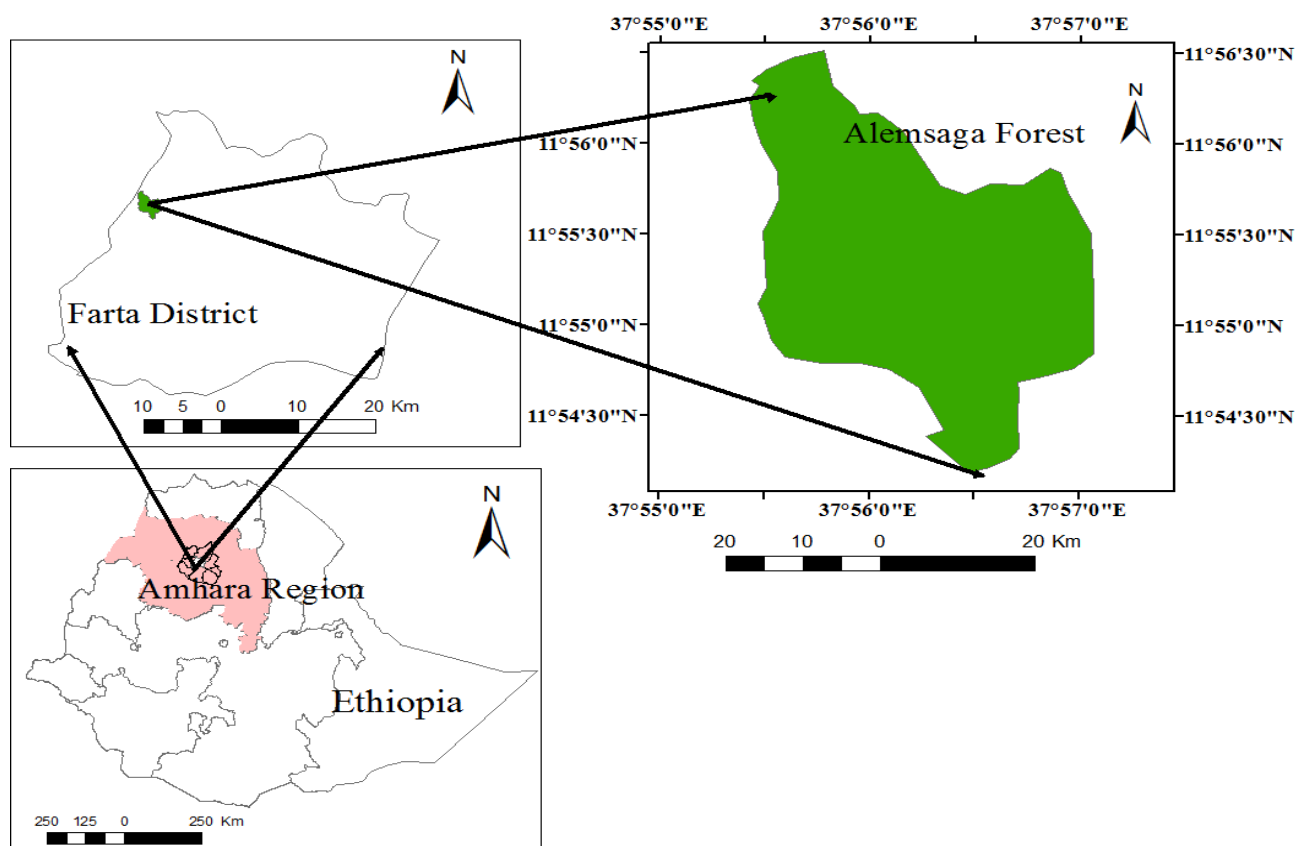 N
Farta District
10 5 0 10 20 Km
37°55'0"E 37°56'0"E 37°57'0"E
11°56'30"N
N
Alemsaga Forest
11°56'0"N 11°56'0"N
11°55'30"N 11°55'30"N
11°55'0"N 11°55'0"N
11°54'30"N 11°54'30"N
37°55'0"E 37°56'0"E 37°57'0"E
20 10 0 20 Km
N
Amhara Region
Ethiopia
250 125 0 250 Km